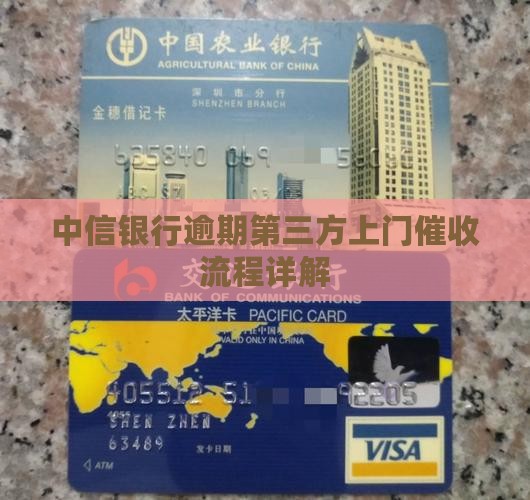 中国农业银行
AGRICULTURAL BANK OF CHINA
深圳市分行
SHENZHEN BRANCH
金穗借记卡
中信银行逾期第三方上门催收
流程详解
交 行
BANK OF COMMUNICATIONS
太平洋卡 PACIFIC CARD
VALID ONLY IN CHINA
SHEN ZHEN
63489
发卡日期
VISA
ATM